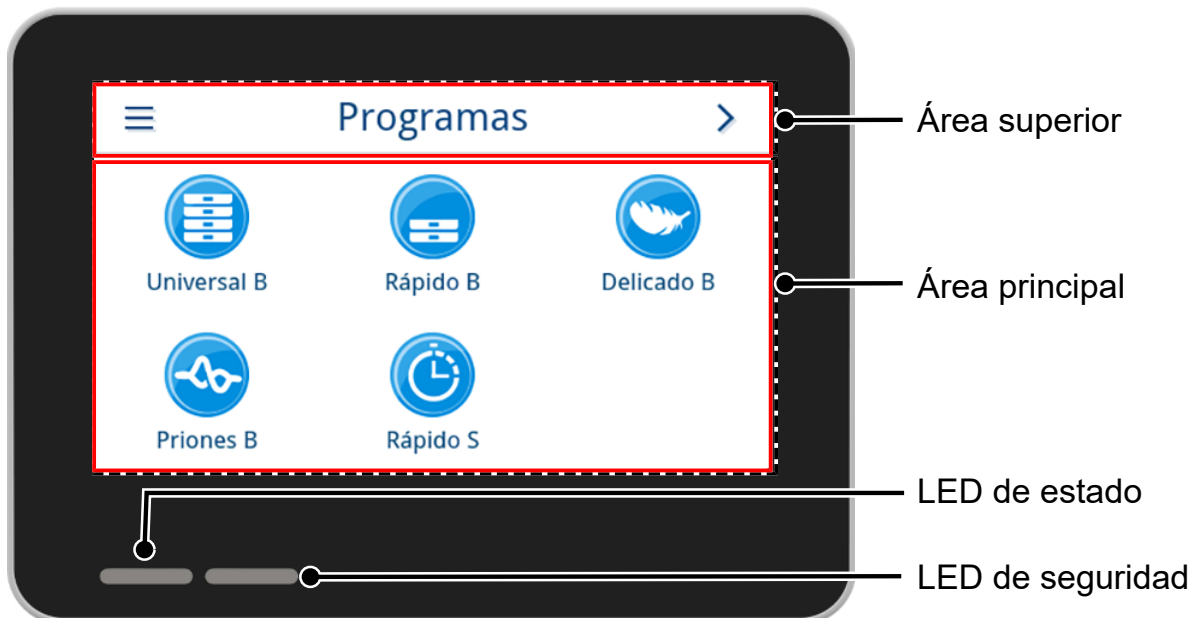 Programas
Área superior
Universal B
Rápido B
Delicado B
Área principal
Priones B
Rápido S
LED de estado
LED de seguridad